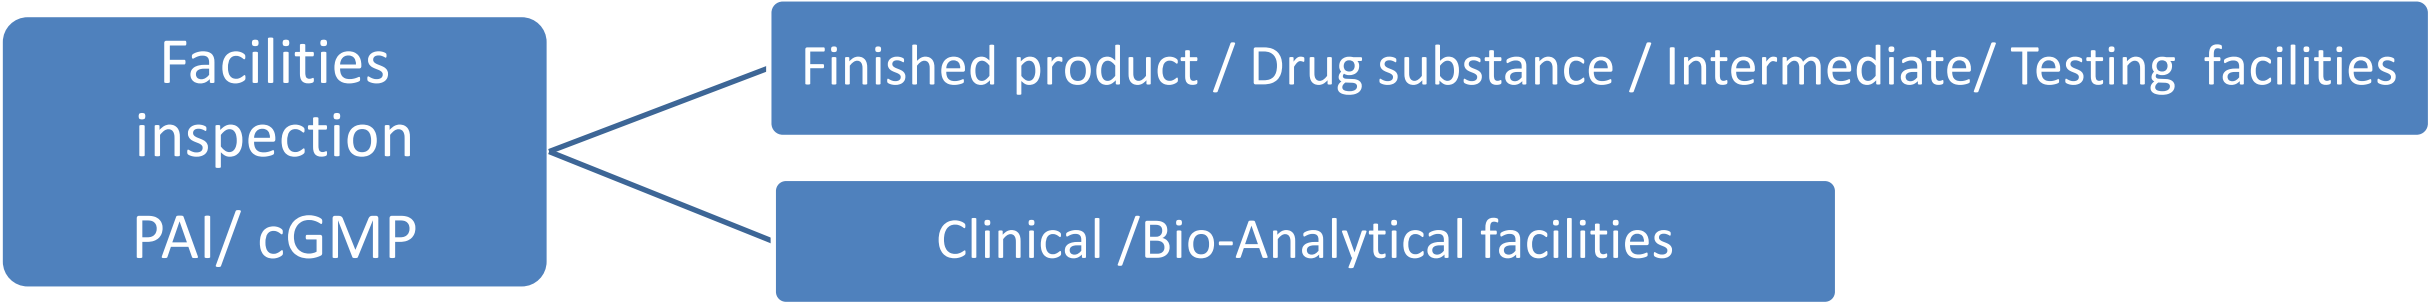 Facilities
inspection
PAI/ cGMP
Finished product / Drug substance / Intermediate/ Testing  facilities
Clinical /Bio-Analytical facilities